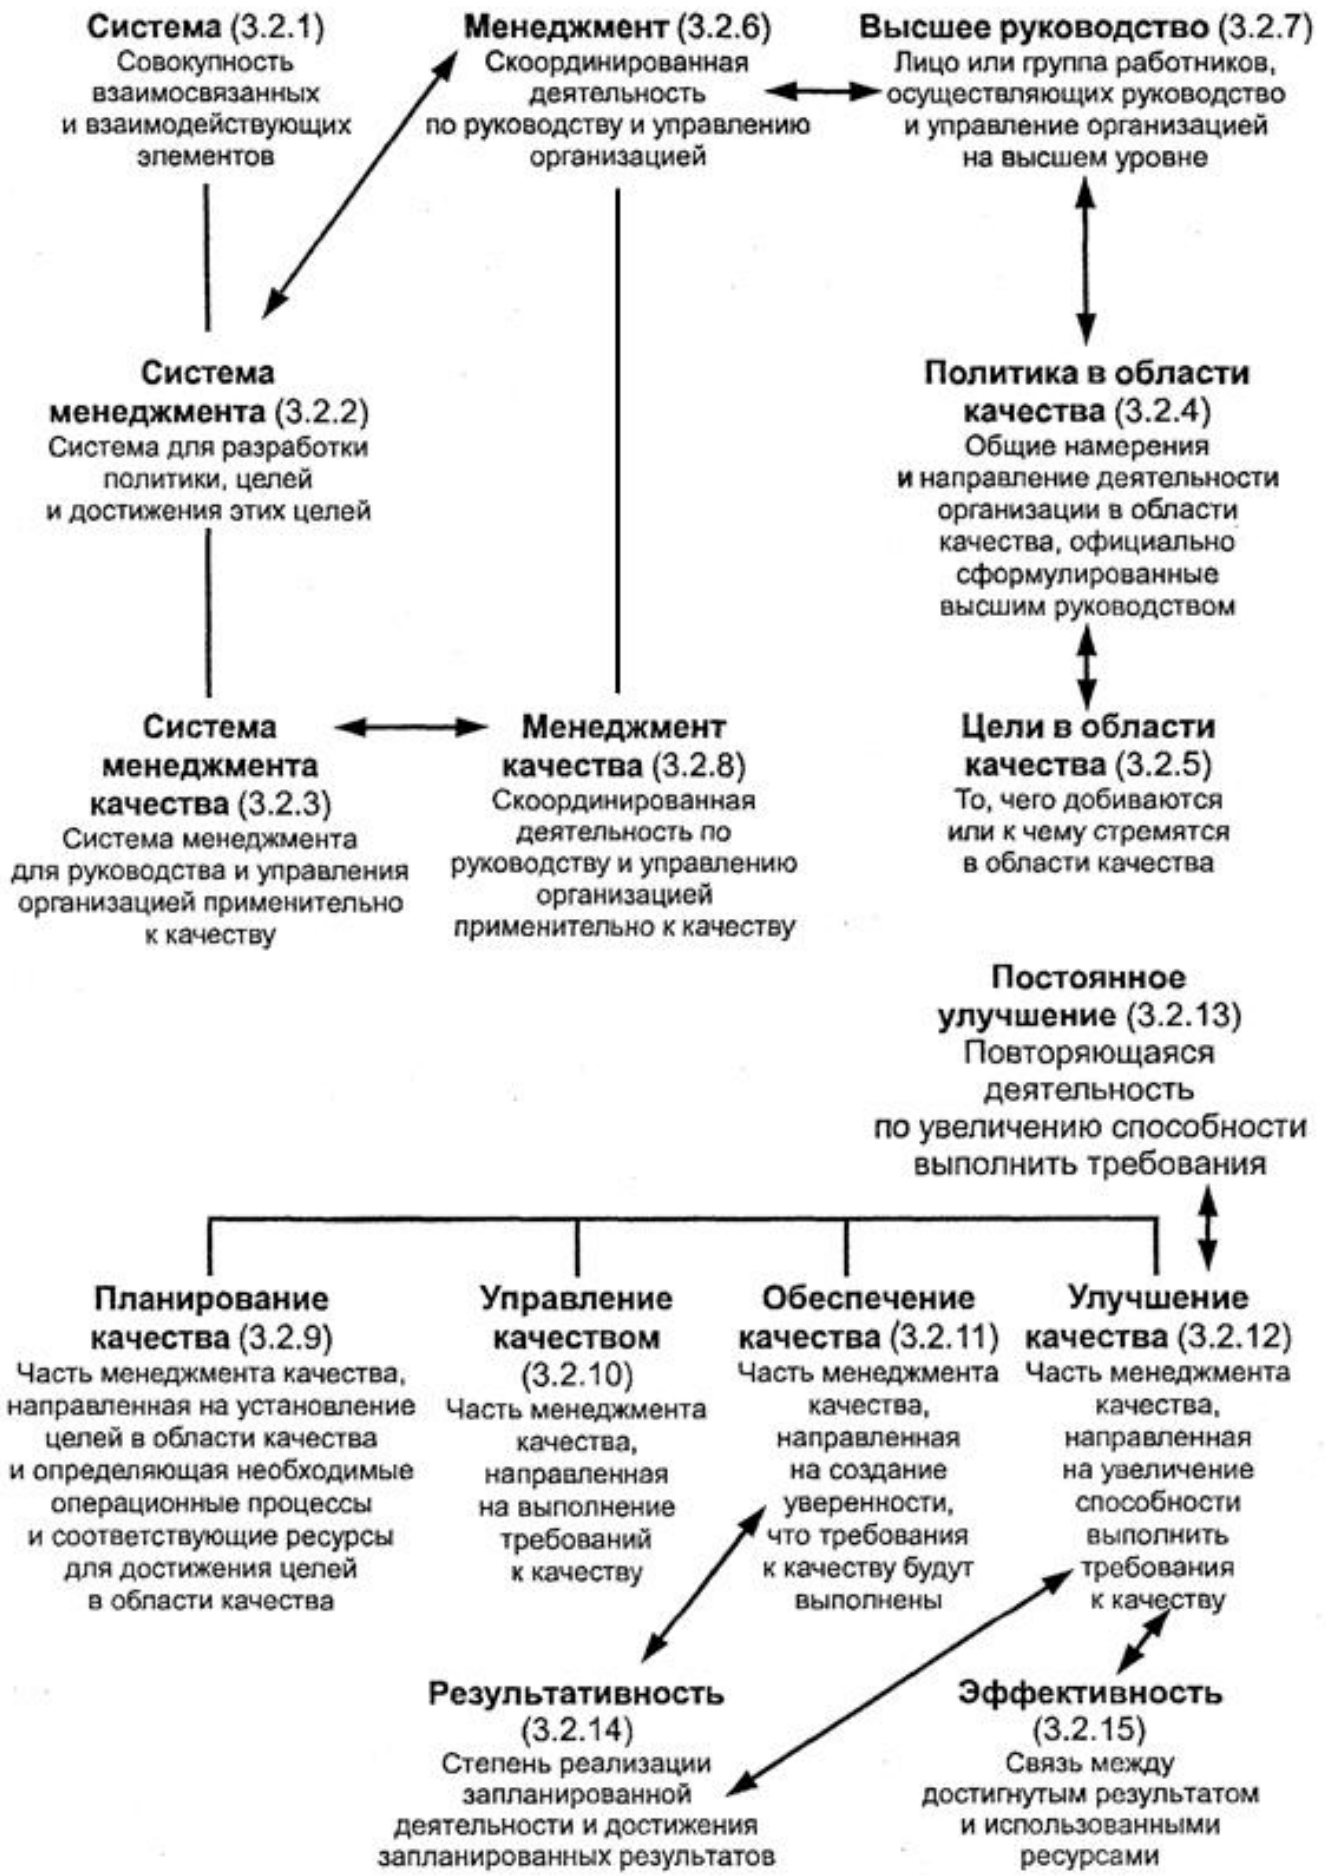 Система (3.2.1)
Совокупность
взаимосвязанных
и взаимодействующих
элементов
Менеджмент (3.2.6)
Скоординированная
деятельность
по руководству и управлению
организацией
Высшее руководство (3.2.7)
Лицо или группа работников,
осуществляющих руководство
и управление организацией
на высшем уровне
Система
менеджмента (3.2.2)
Система для разработки
политики, целей
и достижения этих целей
Политика в области
качества (3.2.4)
Общие намерения
и направление деятельности
организации в области
качества, официально
сформулированные
высшим руководством
Система
менеджмента
качества (3.2.3)
Система менеджмента
для руководства и управления
организацией применительно
к качеству
Менеджмент
качества (3.2.8)
Скоординированная
деятельность по
руководству и управлению
организацией
применительно к качеству
Цели в области
качества (3.2.5)
То, чего добиваются
или к чему стремятся
в области качества
Постоянное
улучшение (3.2.13)
Повторяющаяся
деятельность
по увеличению способности
выполнить требования
Планирование
качества (3.2.9)
Часть менеджмента качества,
направленная на установление
целей в области качества
и определяющая необходимые
операционные процессы
и соответствующие ресурсы
для достижения целей
в области качества
Управление
качеством
(3.2.10)
Часть менеджмента
качества,
направленная
на выполнение
требований
к качеству
Обеспечение
качества (3.2.11)
Часть менеджмента
качества,
направленная
на создание
уверенности,
что требования
к качеству будут
выполнены
Улучшение
качества (3.2.12)
Часть менеджмента
качества,
направленная
на увеличение
способности
выполнить
требования
к качеству
Результативность
(3.2.14)
Степень реализации
запланированной
деятельности и достижения
запланированных результатов
Эффективность
(3.2.15)
Связь между
достигнутым результатом
и использованными
ресурсами